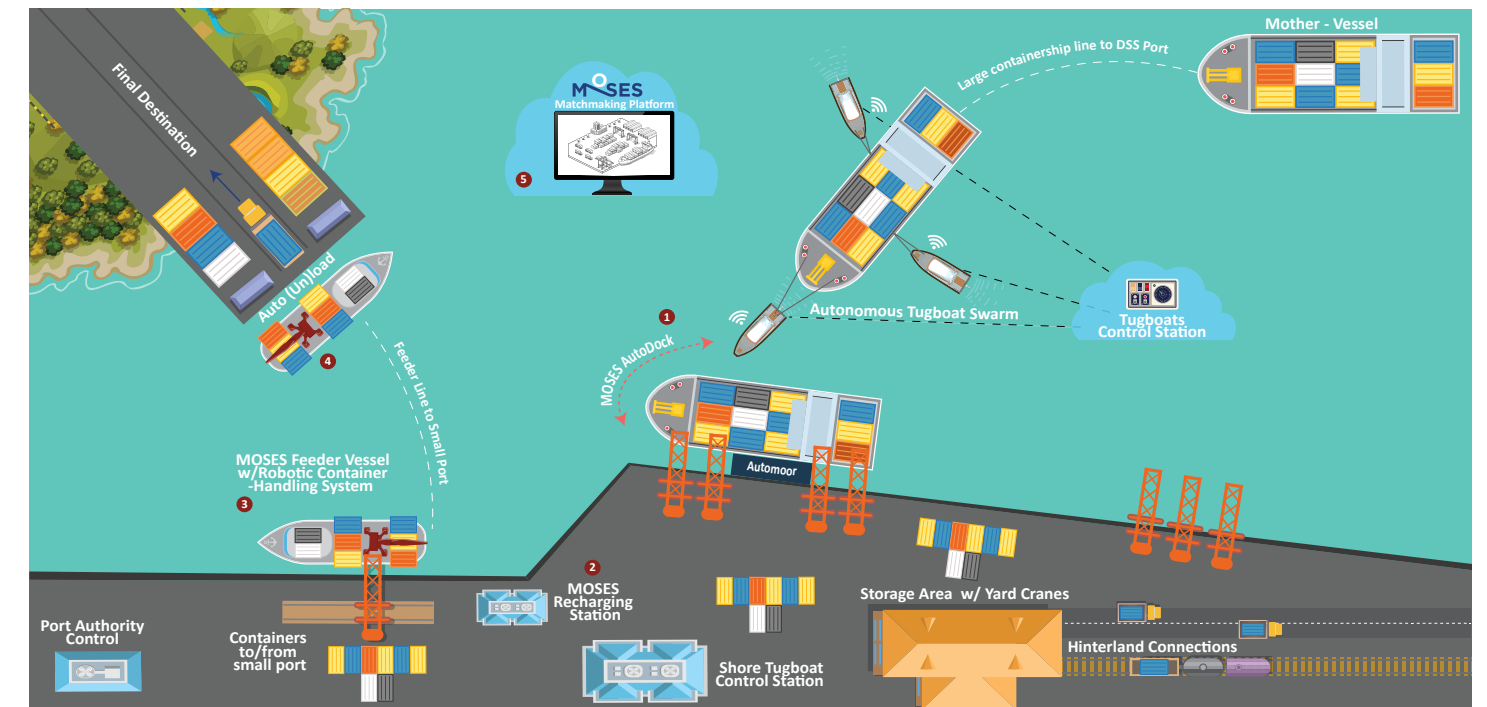 Mother - Vessel
Large containership line to DSS Port
Final Destination
MOSES
Matchmaking Platform
5
Auto (Un)load
4
Feeder Line to Small Port
1
MOSES AutoDock
Autonomous Tugboat Swarm
Tugboats
Control Station
MOSES Feeder Vessel
w/Robotic Container
-Handling System
3
Automoor
2
MOSES
Recharging
Station
Storage Area w/ Yard Cranes
Port Authority
Control
Containers
to/from
small port
Shore Tugboat
Control Station
Hinterland Connections